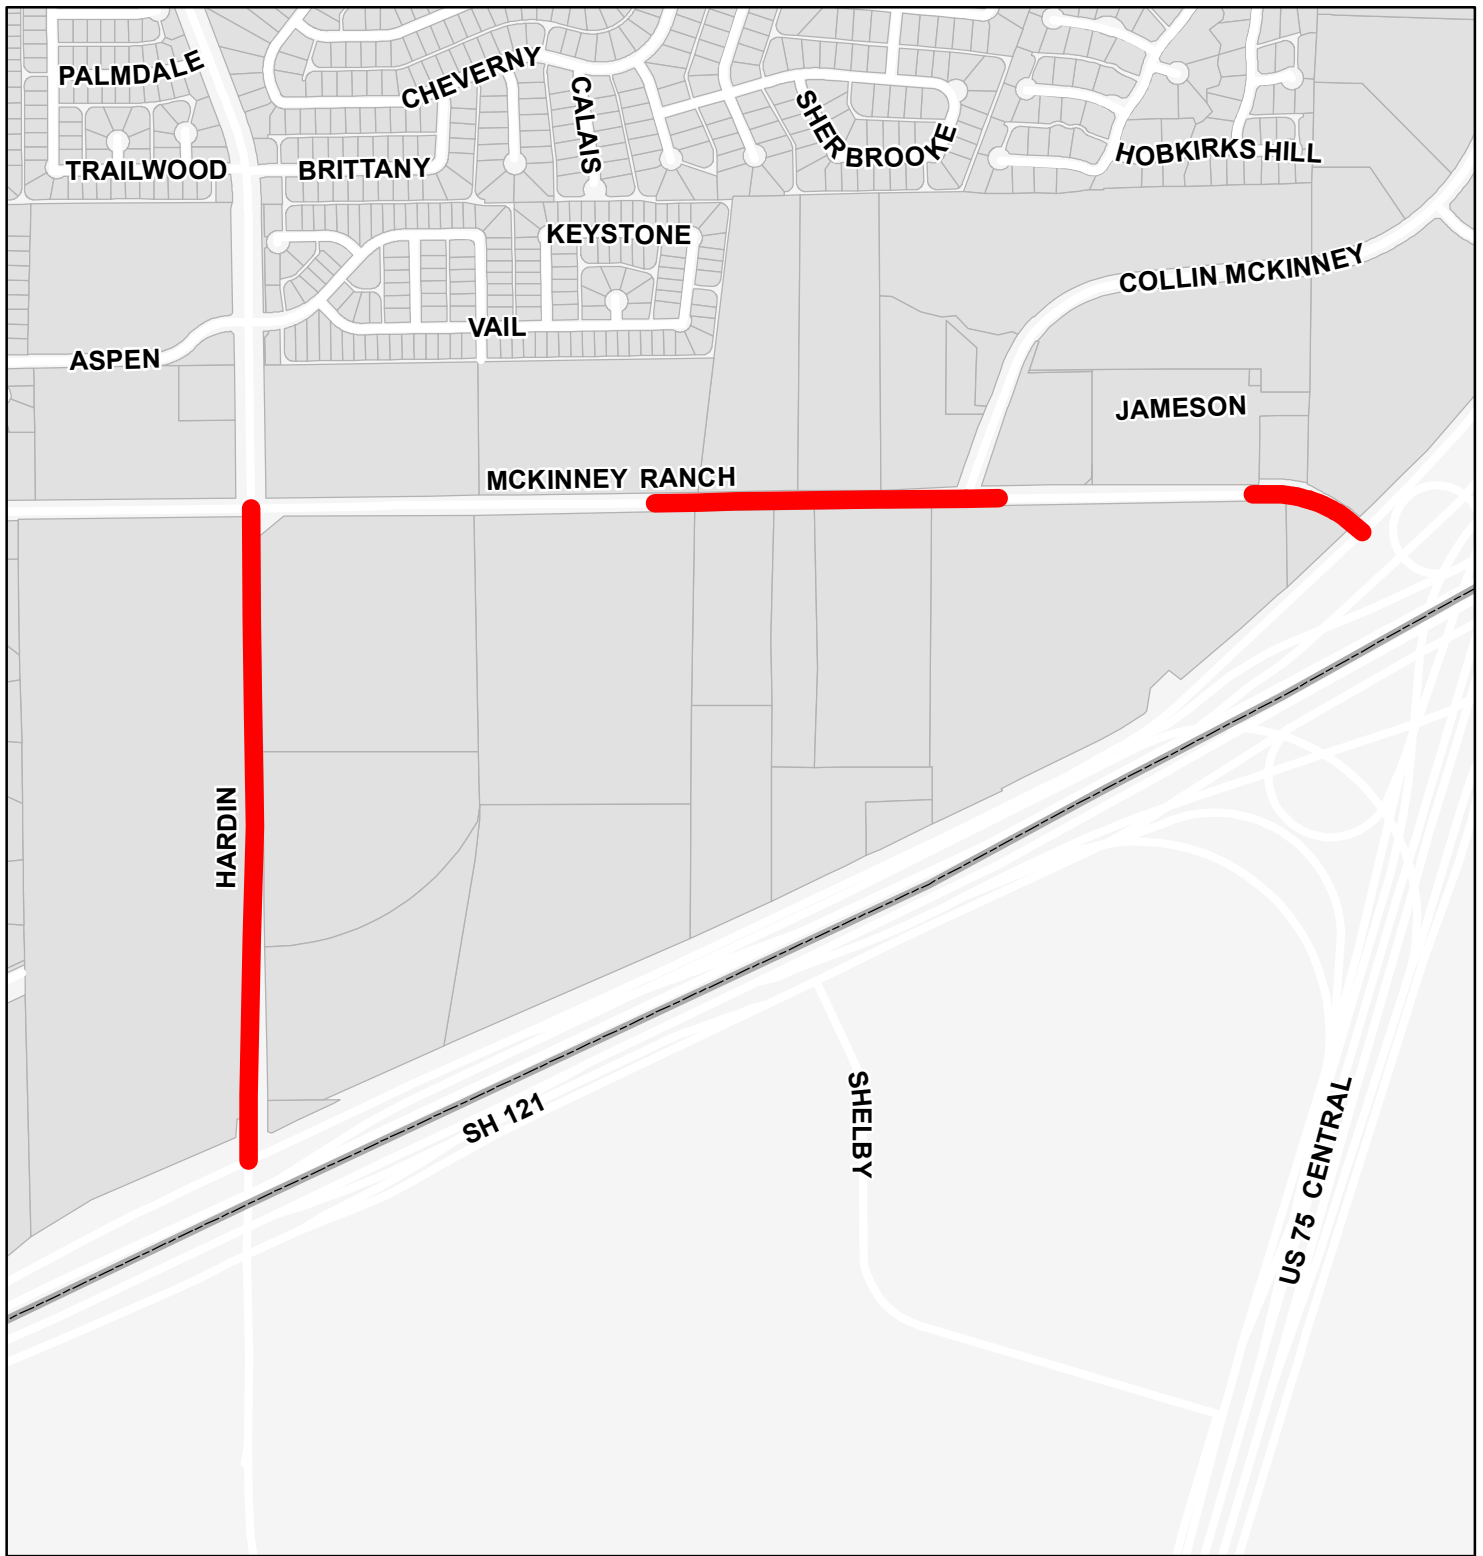 PALMDALE
CHEVERNY
CALAIS
SHERBROOKE
TRAILWOOD
BRITTANY
HOBKIRKS HILL
KEYSTONE
COLLIN MCKINNEY
VAIL
ASPEN
JAMESON
MCKINNEY RANCH
HARDIN
SH 121
SHELBY
US 75 CENTRAL